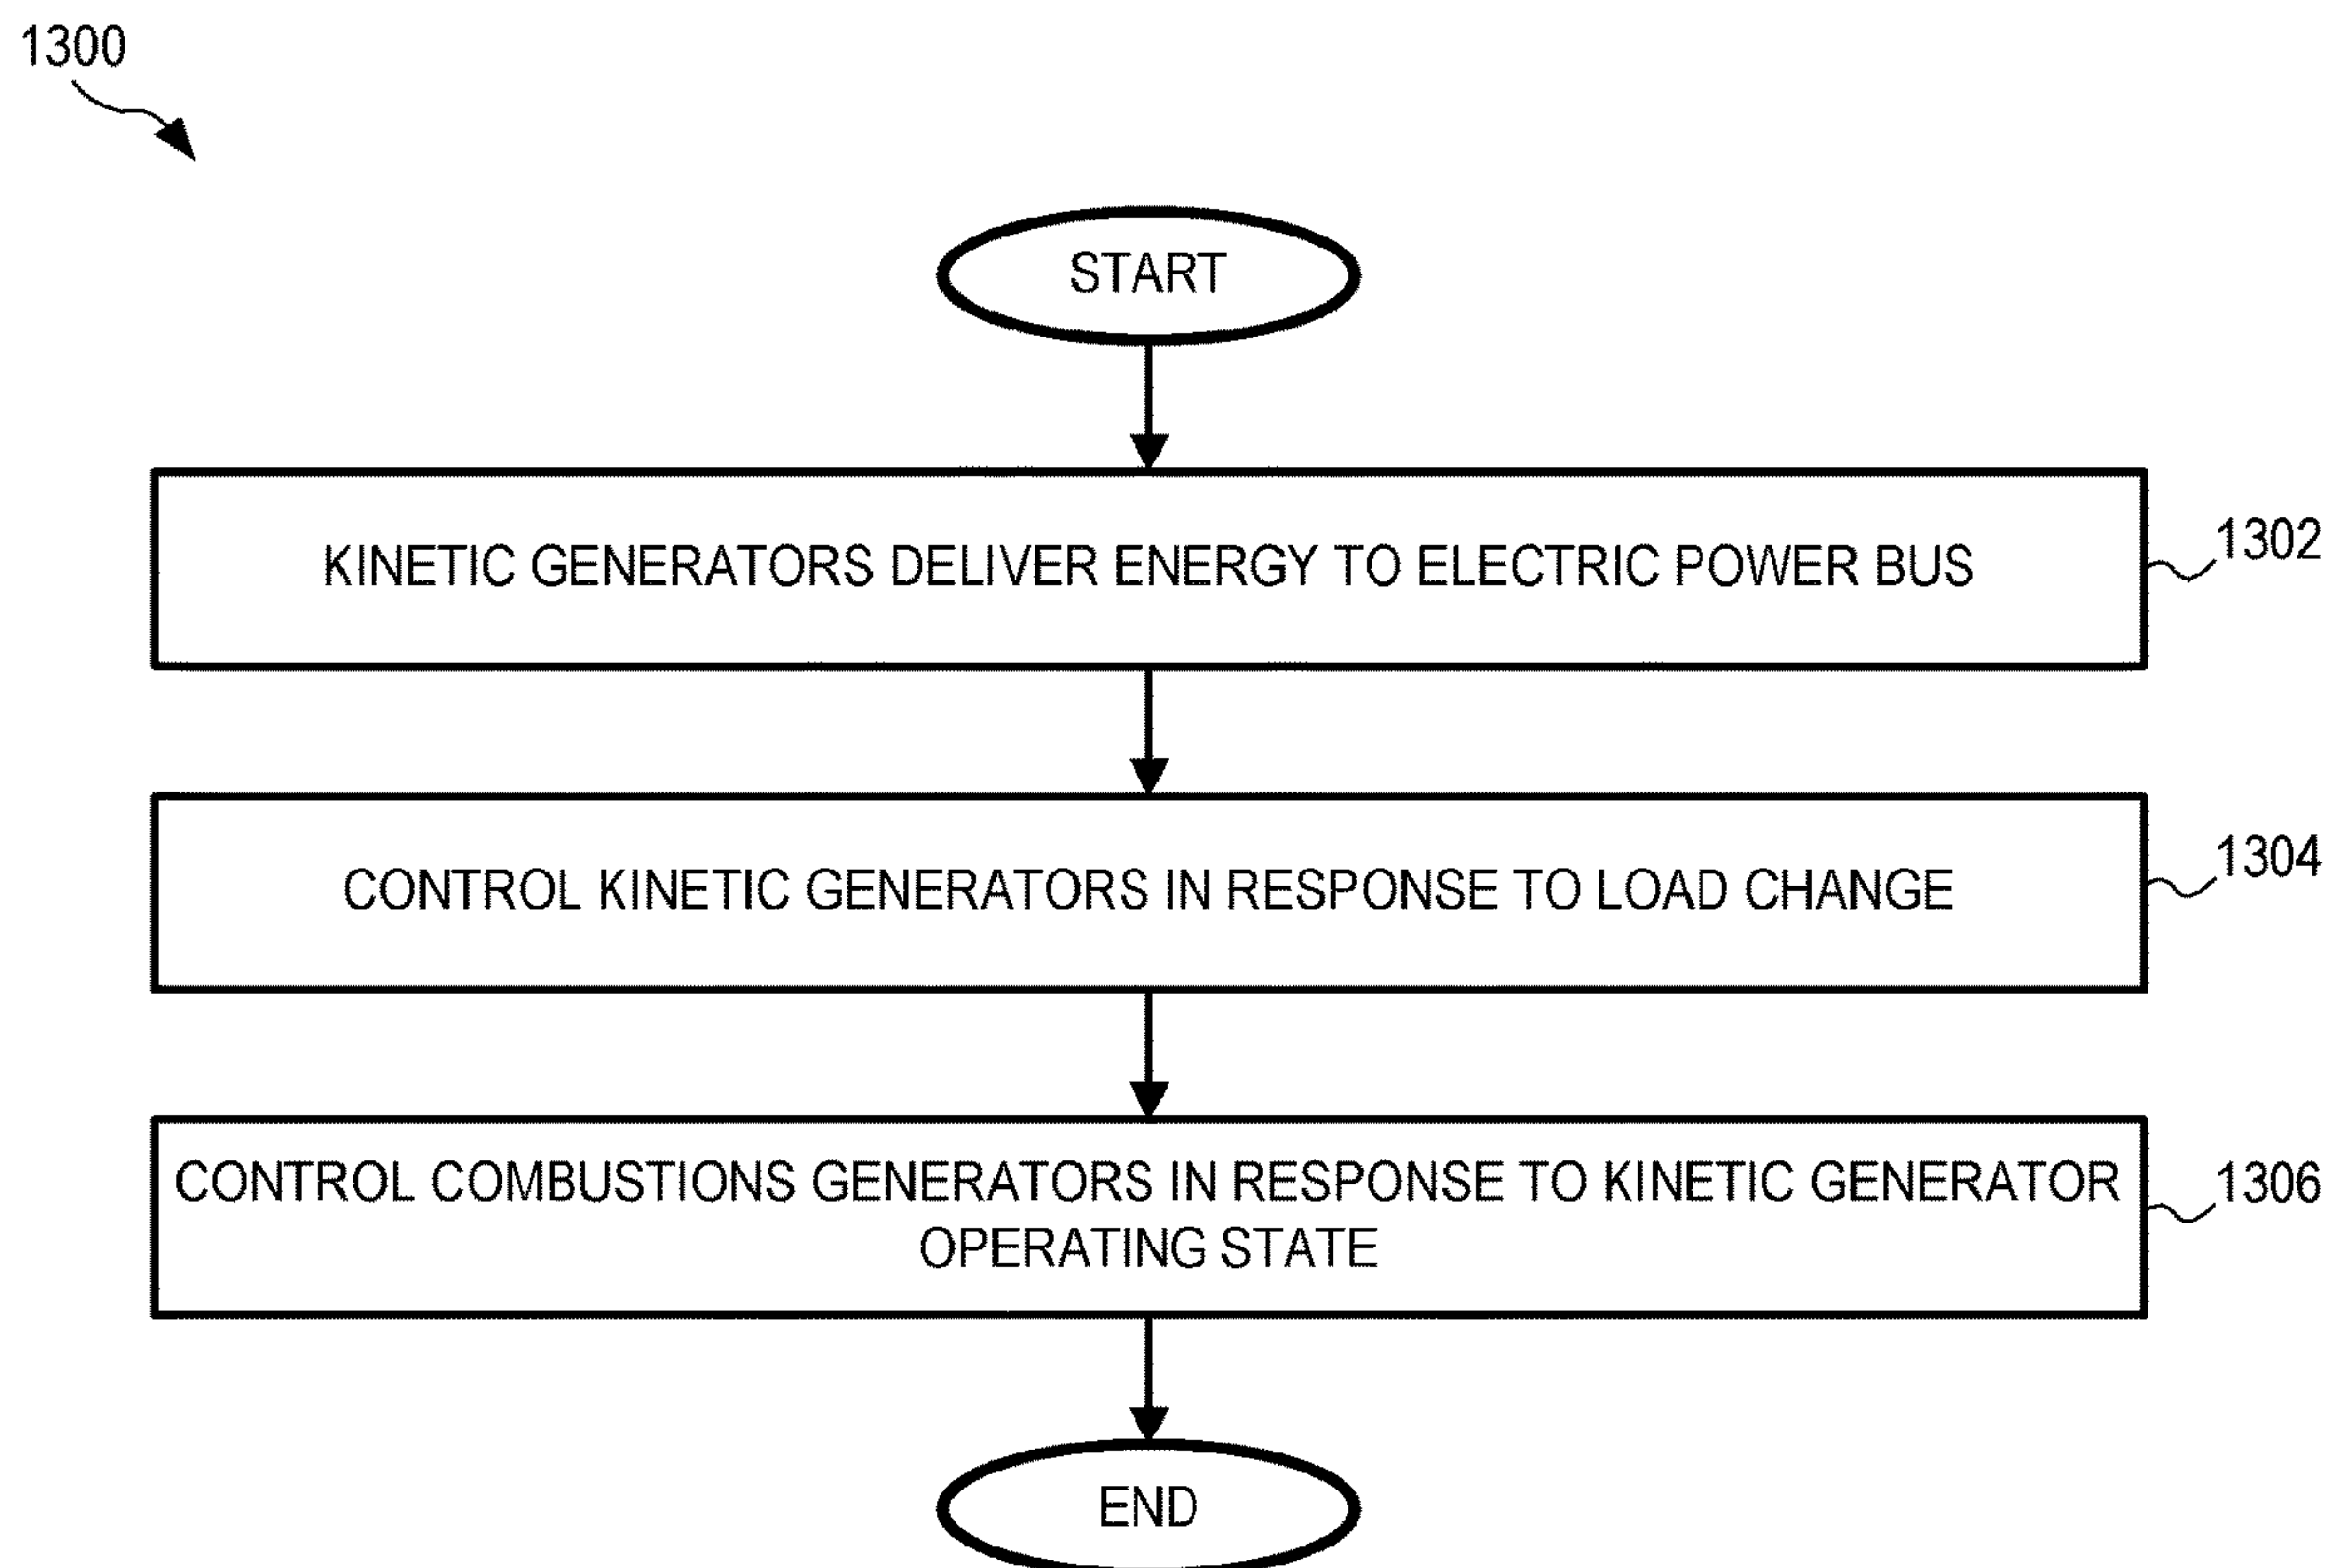 1300
START
KINETIC GENERATORS DELIVER ENERGY TO ELECTRIC POWER BUS
1302
CONTROL KINETIC GENERATORS IN RESPONSE TO LOAD CHANGE
1304
CONTROL COMBUSTIONS GENERATORS IN RESPONSE TO KINETIC GENERATOR
OPERATING STATE
1306
END